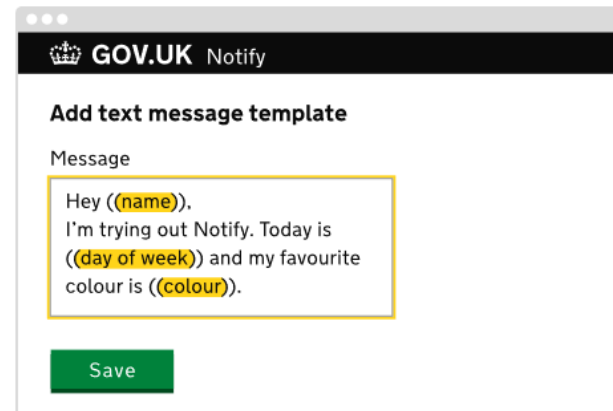 GOV.UK Notify
Add text message template
Message
Hey ((name)),
I'm trying out Notify. Today is
((day of week)) and my favourite
colour is ((colour)).
Save